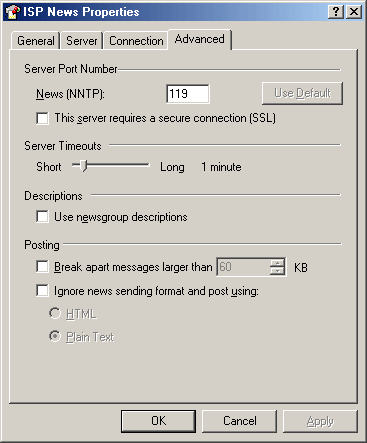 ISP News Properties
General Server Connection Advanced
Server Port Number
News (NNTP): 119 Use Default
This server requires a secure connection (SSL)
Server Timeouts
Short Long 1 minute
Descriptions
Use newsgroup descriptions
Posting
Break apart messages larger than 60 KB
Ignore news sending format and post using:
HTML
Plain Text
OK Cancel Apply